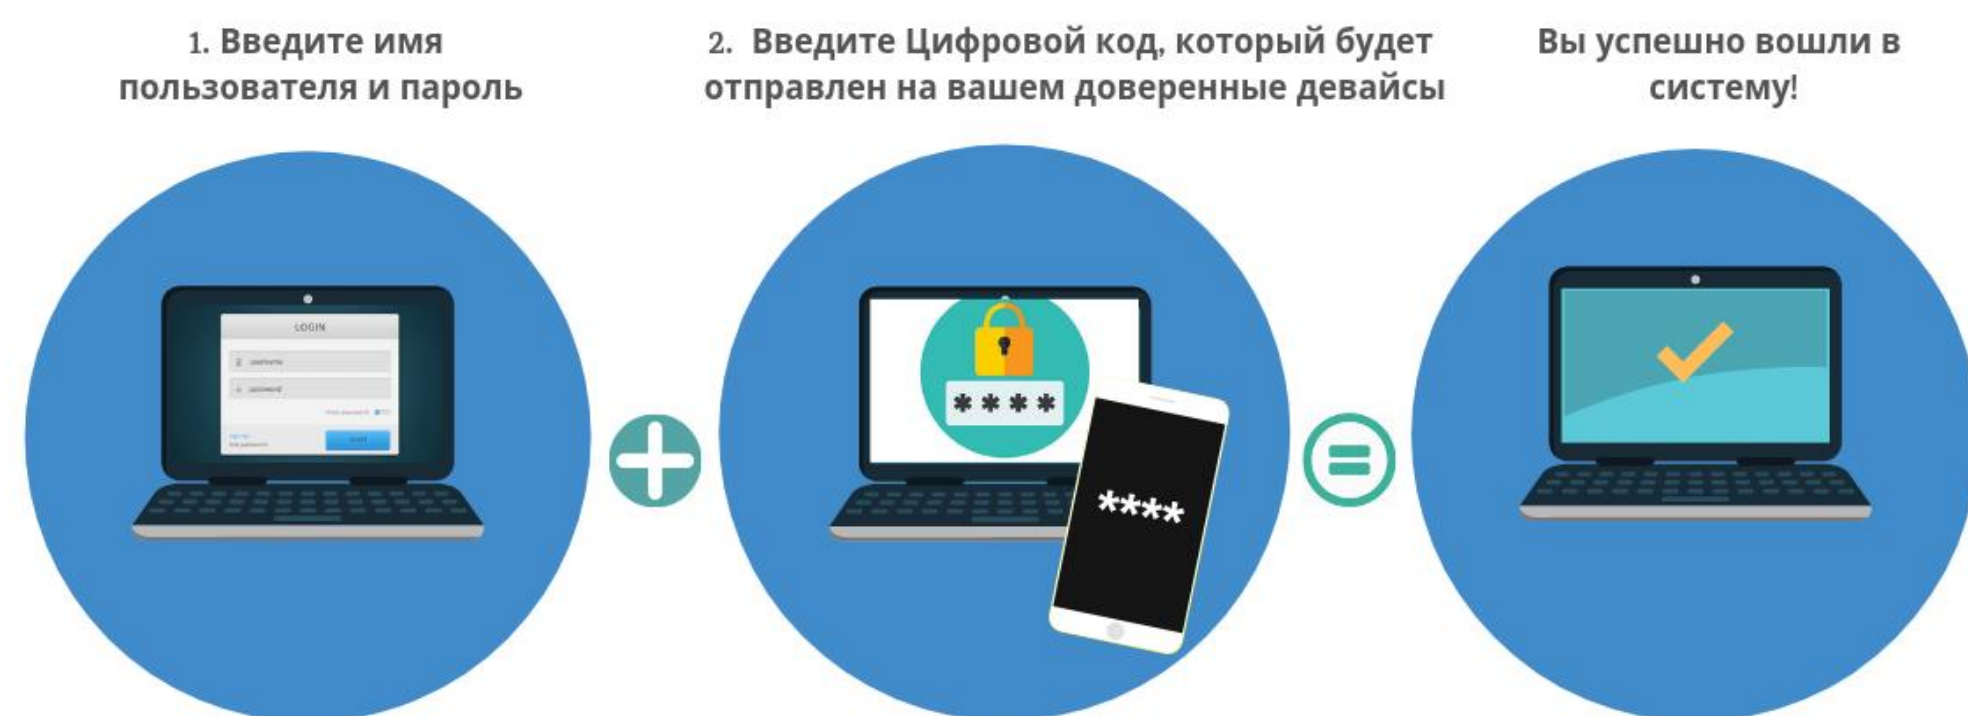 1. Введите имя
пользователя и пароль
2. Введите Цифровой код, который будет
отправлен на вашем доверенные девайсы
Вы успешно вошли в
систему!
LOGIN
* * * *
****